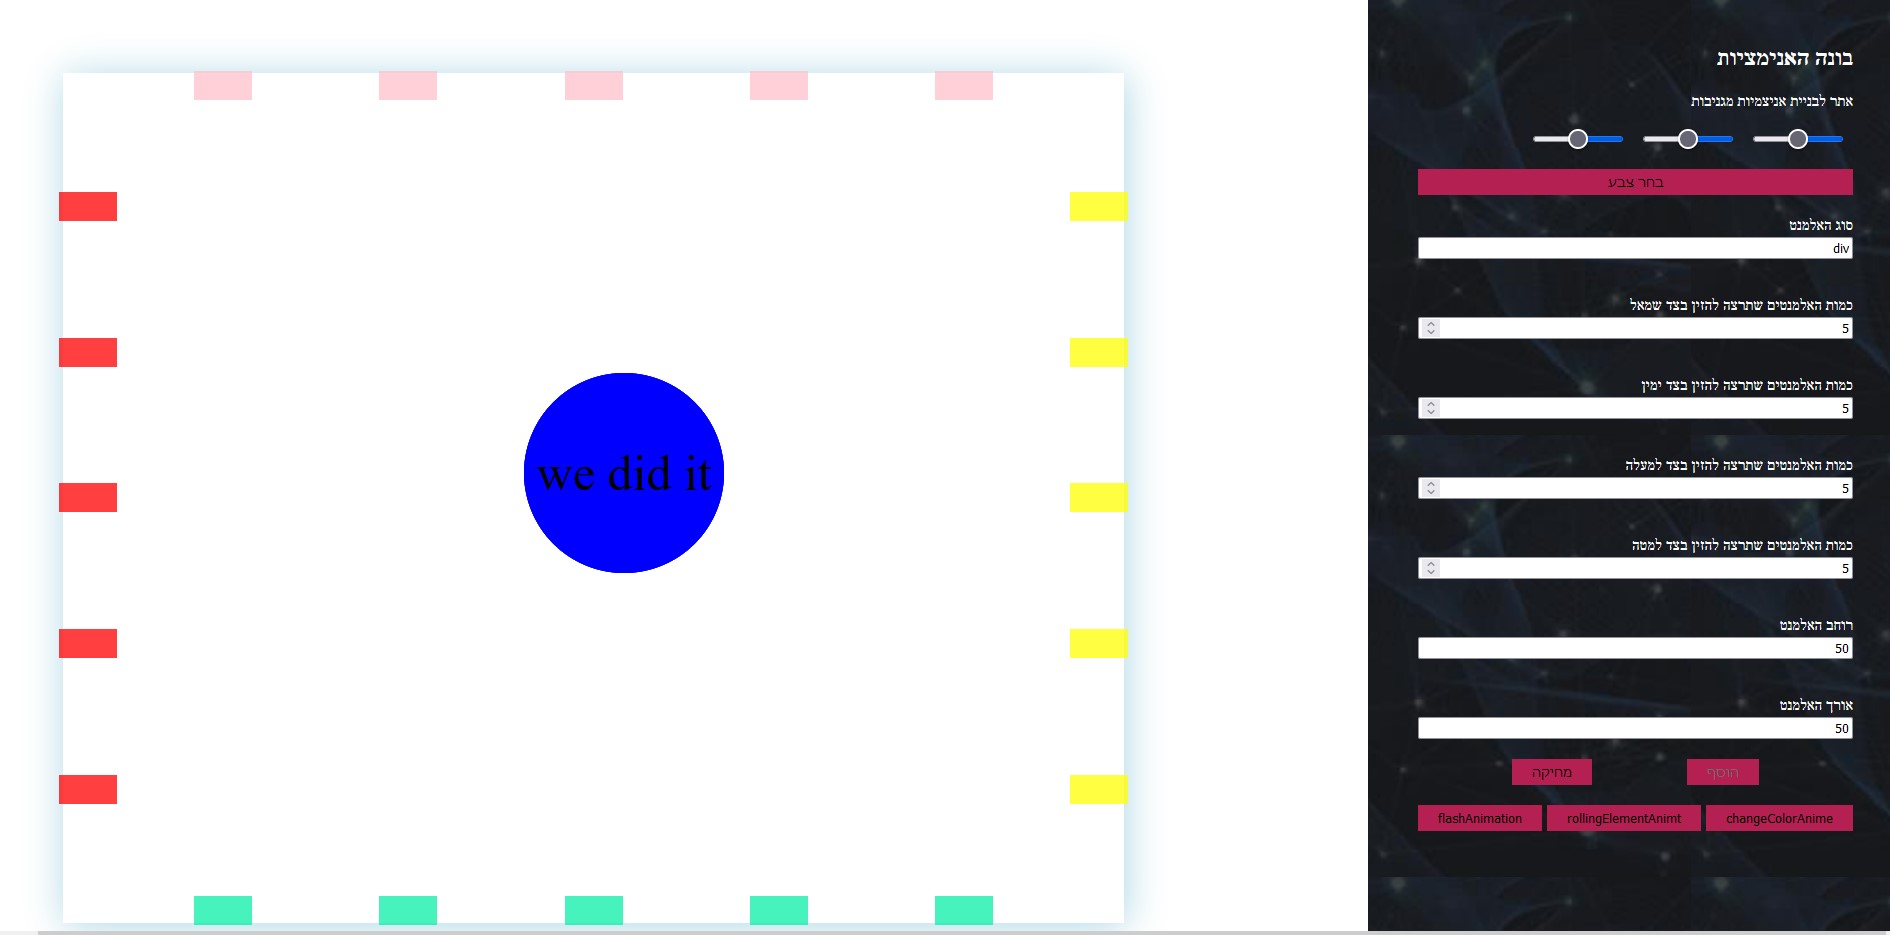 בונה האנימציות
אתר לבניית אניצמיות מגניבות
בחר צבע
סוג האלמנט
div
כמות האלמנטים שתרצה להזין בצד שמאל
5
כמות האלמנטים שתרצה להזין בצד ימין
5
כמות האלמנטים שתרצה להזין בצד למעלה
5
כמות האלמנטים שתרצה להזין בצד למטה
5
רוחב האלמנט
50
אורך האלמנט
50
הוסף מחיקה
changeColorAnime rollingElementAnimt flashAnimation
we did it